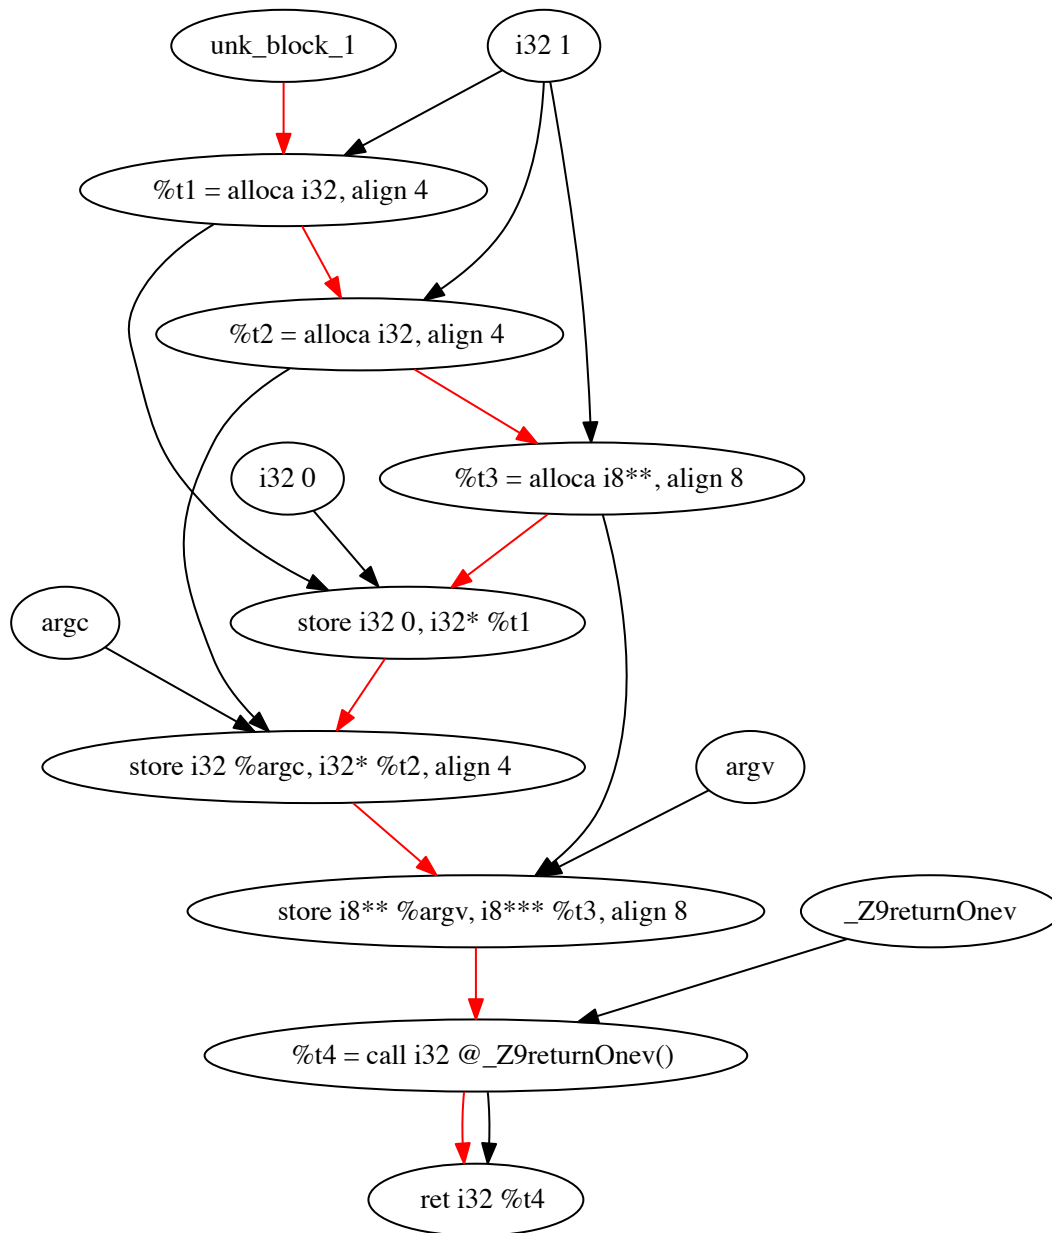 unk_block_1
i32 1
%t1 = alloca i32, align 4
%t2 = alloca i32, align 4
i32 0
%t3 = alloca i8**, align 8
argc
store i32 0, i32* %t1
store i32 %argc, i32* %t2, align 4
argv
store i8** %argv, i8*** %t3, align 8
_Z9returnOnev
%t4 = call i32 @_Z9returnOnev()
ret i32 %t4